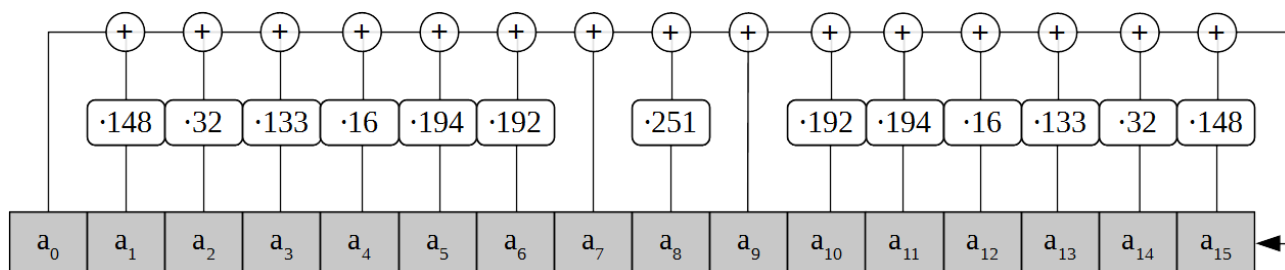 + + + + + + + + + + + + + + +
·148 ·32 ·133 ·16 ·194 ·192 ·251 ·192 ·194 ·16 ·133 ·32 ·148
a₀ a₁ a₂ a₃ a₄ a₅ a₆ a₇ a₈ a₉ a₁₀ a₁₁ a₁₂ a₁₃ a₁₄ a₁₅